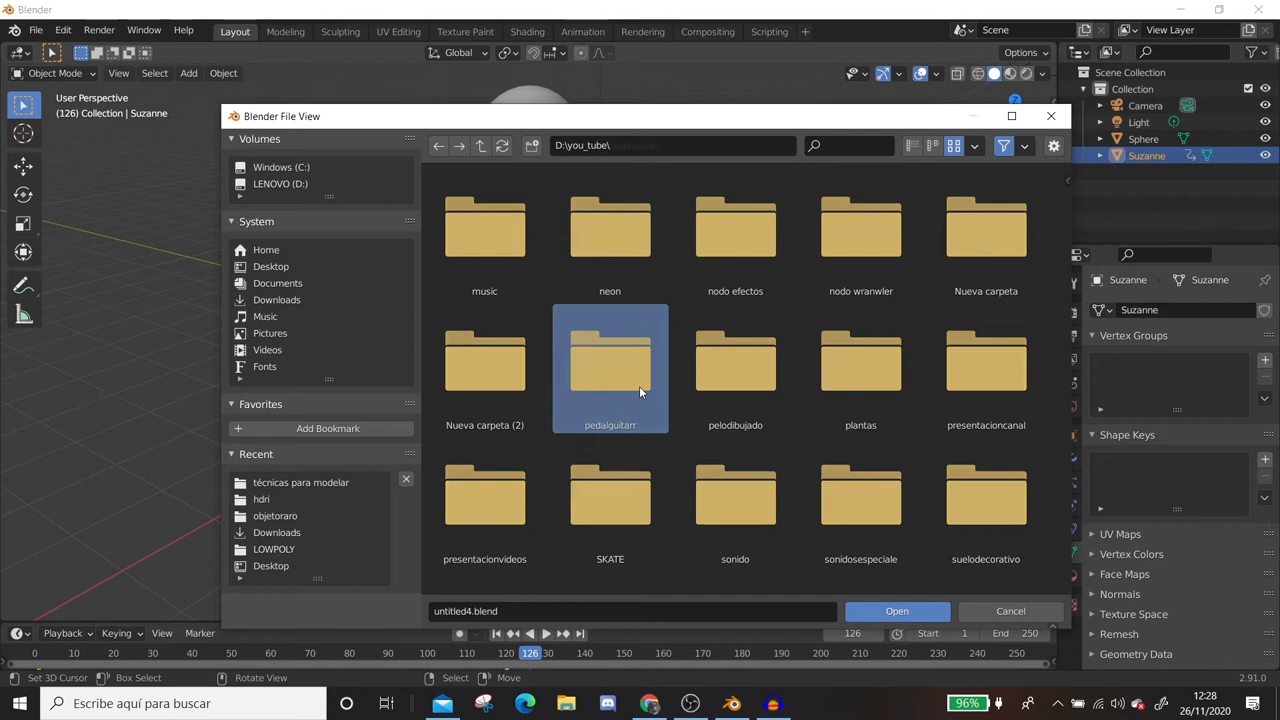 Blender
File Edit Render Window Help
Layout Modeling Sculpting UV Editing Texture Paint Shading Animation Rendering Compositing Scripting +
Scene View Layer
Global Options
Object Mode View Select Add Object
User Perspective
(126) Collection | Suzanne
Scene Collection
Collection
Camera
Light
Sphere
Suzanne
Blender File View
Volumes
Windows (C:)
LENOVO (D:)
System
Home
Desktop
Documents
Downloads
Music
Pictures
Videos
Fonts
Favorites
+ Add Bookmark
Recent
técnicas para modelar
hdri
objetoraro
Downloads
LOWPOLY
Desktop
D:\you_tube\
music neon nodo efectos nodo wranwler Nueva carpeta
Nueva carpeta (2) pedalguitarr pelodibujado plantas presentacioncanal
presentacionvideos SKATE sonido sonidosespeciale suelodecorativo
untitled4.blend Open Cancel
Z
Suzanne Suzanne
Suzanne
Vertex Groups
Shape Keys
UV Maps
Vertex Colors
Face Maps
Normals
Texture Space
Remesh
Geometry Data
Playback Keying View Marker 126 Start 1 End 250
0 10 20 30 40 50 60 70 80 90 100 110 126 130 140 150 160 170 180 190 200 210 220 230 240 250
Set 3D Cursor Box Select Rotate View Select Move 2.91.0
Escribe aquí para buscar 96% 12:28
26/11/2020